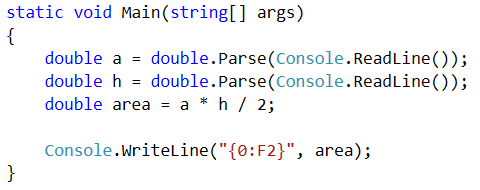 static void Main(string[] args)
{
    double a = double.Parse(Console.ReadLine());
    double h = double.Parse(Console.ReadLine());
    double area = a * h / 2;

    Console.WriteLine("{0:F2}", area);
}